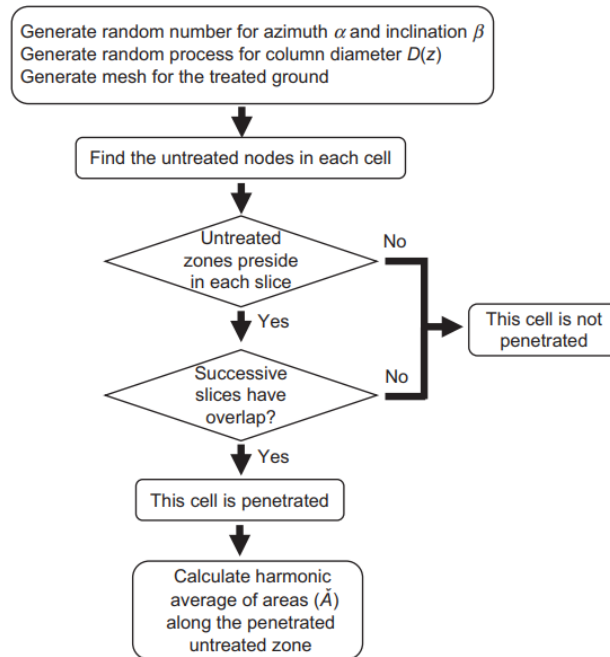 Generate random number for azimuth α and inclination β
Generate random process for column diameter D(z)
Generate mesh for the treated ground
Find the untreated nodes in each cell
Untreated
zones preside
in each slice
No
Yes
This cell is not
penetrated
Successive
slices have
overlap?
No
Yes
This cell is penetrated
Calculate harmonic
average of areas (Ǎ)
along the penetrated
untreated zone